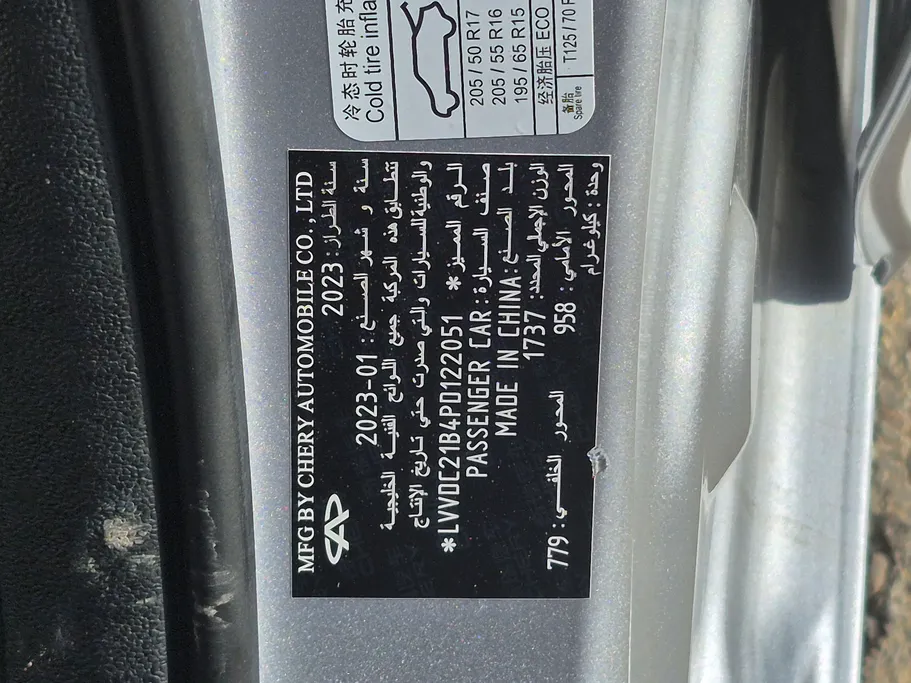 冷态时轮胎充
Cold tire infla
205 / 50 R17
205 / 55 R16
195 / 65 R15
经济胎压 ECO
备胎
Spare tire
T125 / 70 R
MFG BY CHERY AUTOMOBILE CO., LTD
سنة الطراز: 2023
سنة و شهر الصنع: 2023-01
تتطابق هذه المركبة جميع اللوائح الفنية الخليجية
والوطنية للسيارات والتي صدرت حتى تاريخ الإنتاج
الرقم المميز: *LVVDC21B4PD122051*
صنف السيارة: PASSENGER CAR
بلد الصنع: MADE IN CHINA
الوزن الإجمالي المحدد: 1737
المحور الأمامي: 958 المحور الخلفي: 779
وحدة: كيلوغرام